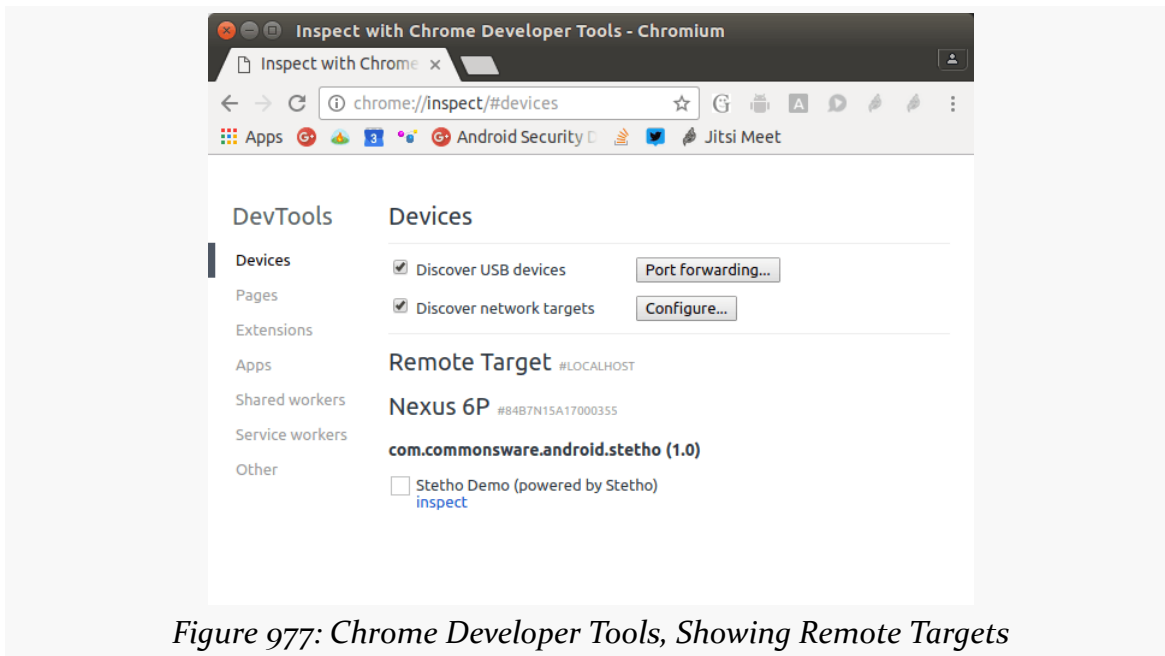 Inspect with Chrome Developer Tools - Chromium
Inspect with Chrome
chrome://inspect/#devices
Apps 3 Android Security D Jitsi Meet
DevTools
Devices
Pages
Extensions
Apps
Shared workers
Service workers
Other
Devices
Discover USB devices Port forwarding...
Discover network targets Configure...
Remote Target #LOCALHOST
Nexus 6P #84B7N15A17000355
com.commonsware.android.stetho (1.0)
Stetho Demo (powered by Stetho)
inspect
Figure 977: Chrome Developer Tools, Showing Remote Targets